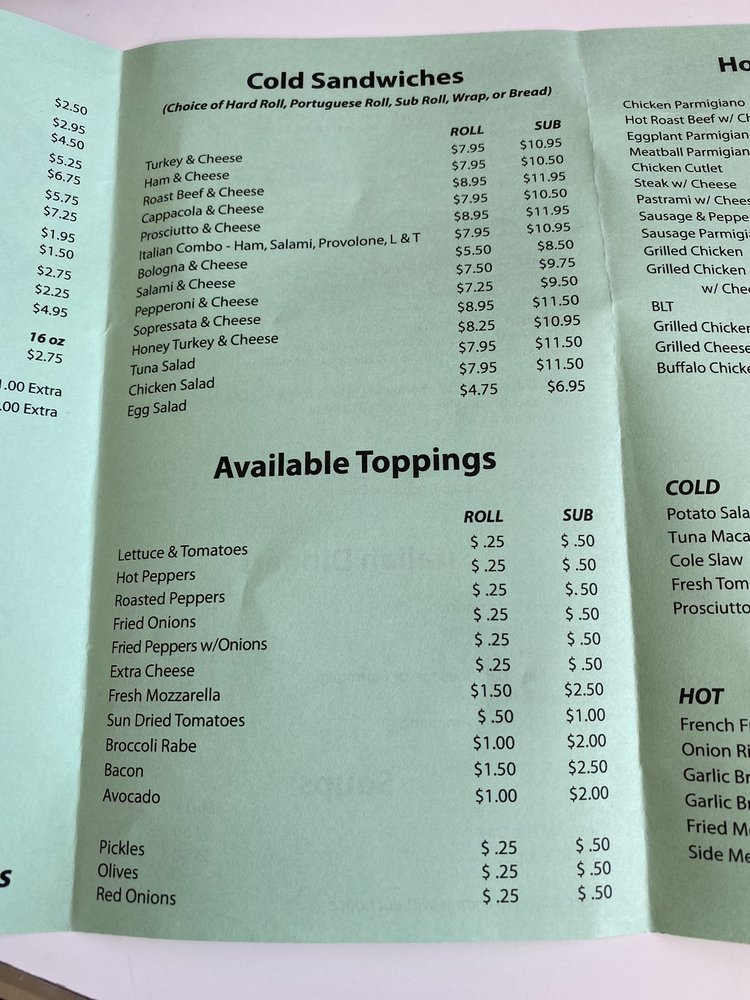 $2.50
$2.95
$4.50
$5.25
$6.75
$5.75
$7.25
$1.95
$1.50
$2.75
$2.25
$4.95
16 oz
$2.75
.00 Extra
.00 Extra
s
Cold Sandwiches
(Choice of Hard Roll, Portuguese Roll, Sub Roll, Wrap, or Bread)
ROLL SUB
Turkey & Cheese $7.95 $10.95
Ham & Cheese $7.95 $10.50
Roast Beef & Cheese $8.95 $11.95
Cappacola & Cheese $7.95 $10.50
Prosciutto & Cheese $8.95 $11.95
Italian Combo - Ham, Salami, Provolone, L & T $7.95 $10.95
Bologna & Cheese $5.50 $8.50
Salami & Cheese $7.50 $9.75
Pepperoni & Cheese $7.25 $9.50
Sopressata & Cheese $8.95 $11.50
Honey Turkey & Cheese $8.25 $10.95
Tuna Salad $7.95 $11.50
Chicken Salad $7.95 $11.50
Egg Salad $4.75 $6.95
Available Toppings
ROLL SUB
Lettuce & Tomatoes $ .25 $ .50
Hot Peppers $ .25 $ .50
Roasted Peppers $ .25 $. 50
Fried Onions $ .25 $ .50
Fried Peppers w/Onions $ .25 $ .50
Extra Cheese $ .25 $ .50
Fresh Mozzarella $1.50 $2.50
Sun Dried Tomatoes $ .50 $1.00
Broccoli Rabe $1.00 $2.00
Bacon $1.50 $2.50
Avocado $1.00 $2.00
Pickles $ .25 $ .50
Olives $ .25 $ .50
Red Onions $ .25 $ .50
Ho
Chicken Parmigiano
Hot Roast Beef w/ Ch
Eggplant Parmigian
Meatball Parmigian
Chicken Cutlet
Steak w/ Cheese
Pastrami w/ Chees
Sausage & Peppe
Sausage Parmigi
Grilled Chicken
Grilled Chicken
w/ Chee
BLT
Grilled Chicken
Grilled Cheese
Buffalo Chicke
COLD
Potato Sala
Tuna Maca
Cole Slaw
Fresh Tom
Prosciutto
HOT
French F
Onion Ri
Garlic Br
Garlic Br
Fried Mo
Side Me